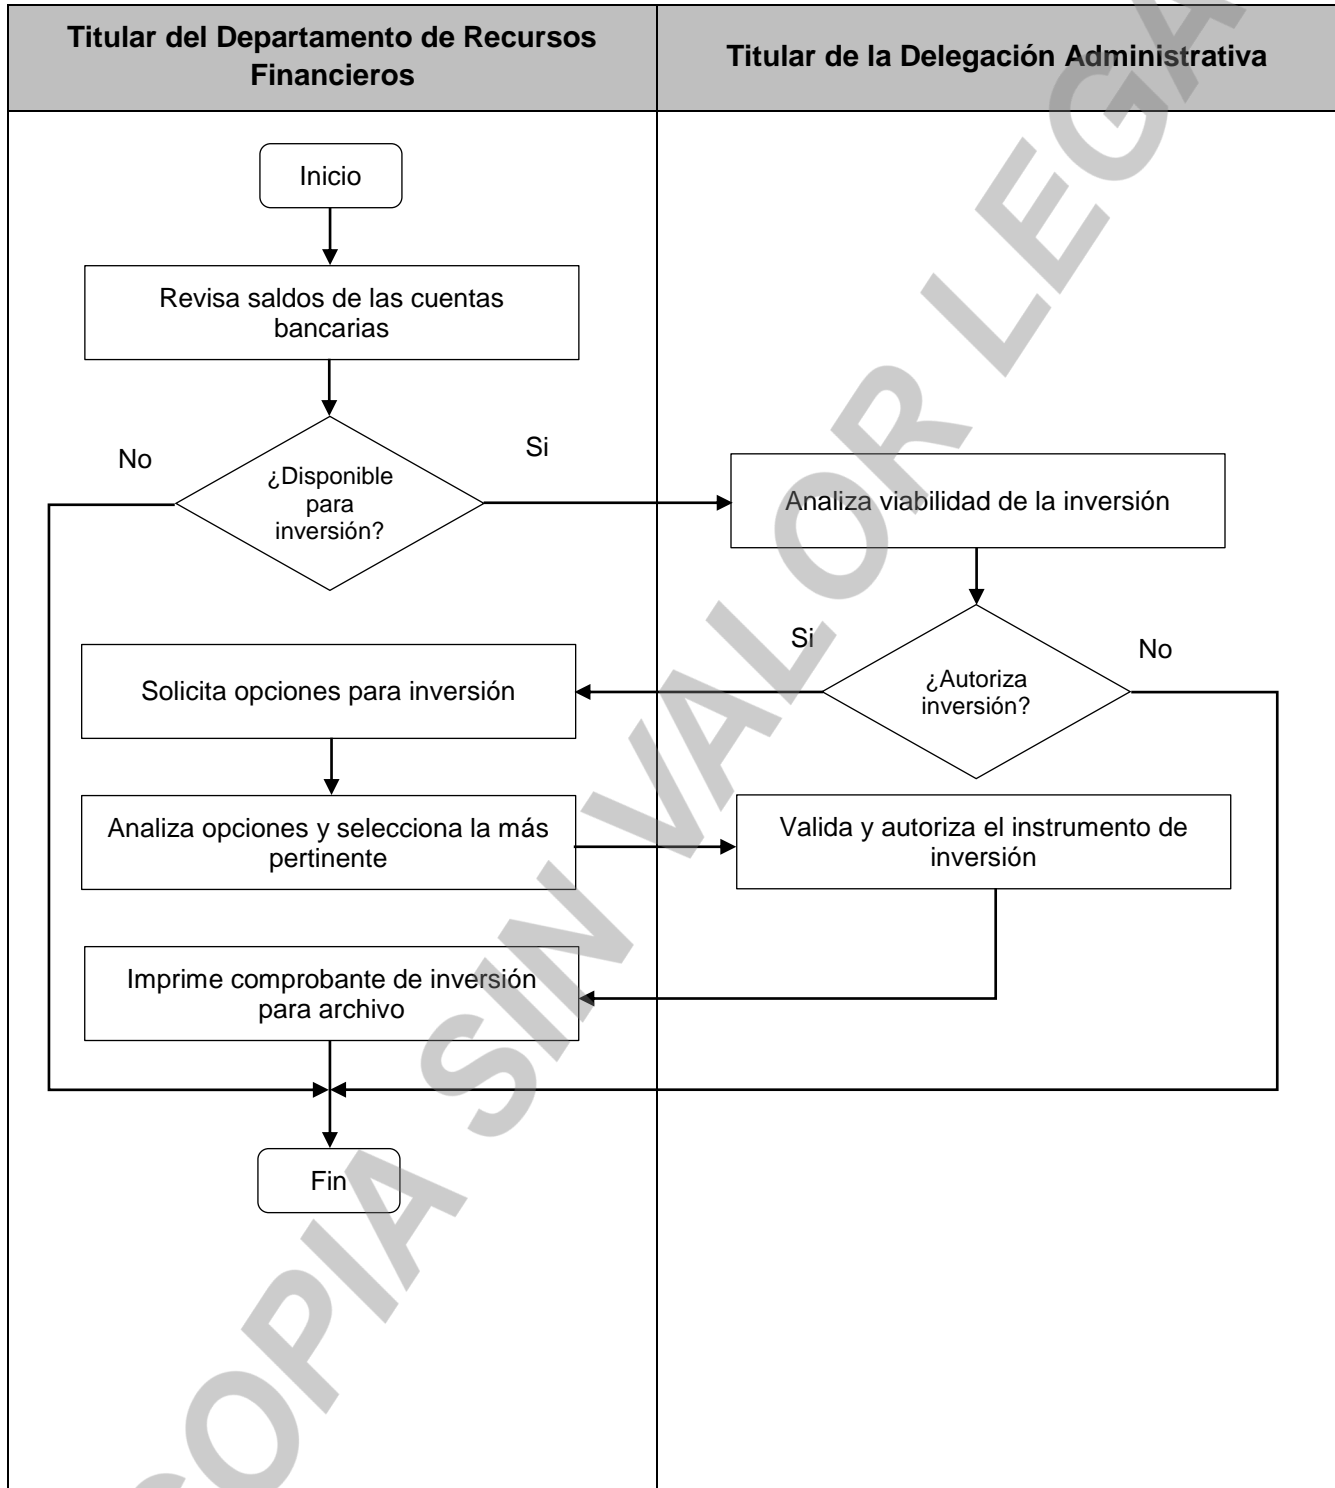 Titular del Departamento de Recursos
Financieros
Titular de la Delegación Administrativa
Inicio
Revisa saldos de las cuentas
bancarias
No
¿Disponible
para
inversión?
Si
Analiza viabilidad de la inversión
Si
¿Autoriza
inversión?
No
Solicita opciones para inversión
Analiza opciones y selecciona la más
pertinente
Valida y autoriza el instrumento de
inversión
Imprime comprobante de inversión
para archivo
Fin
COPIA SIN VALOR LEGA